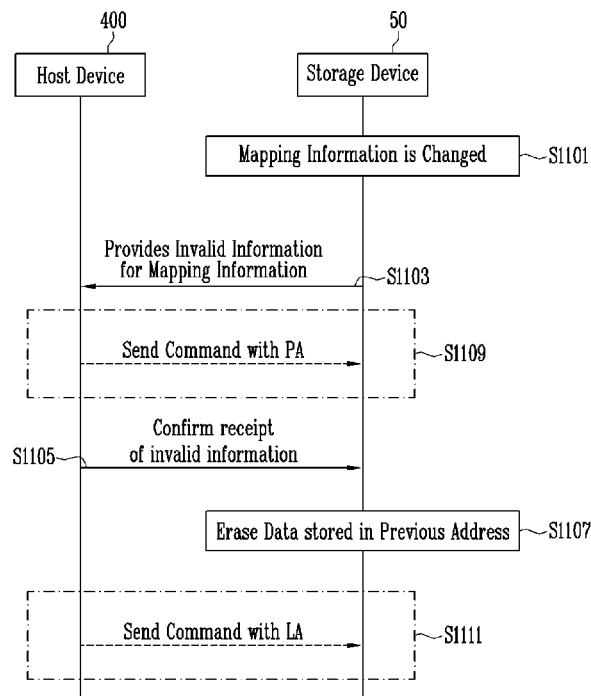 400
50
Host Device
Storage Device
Mapping Information is Changed
S1101
Provides Invalid Information
for Mapping Information
S1103
Send Command with PA
S1109
Confirm receipt
of invalid information
S1105
Erase Data stored in Previous Address
S1107
Send Command with LA
S1111